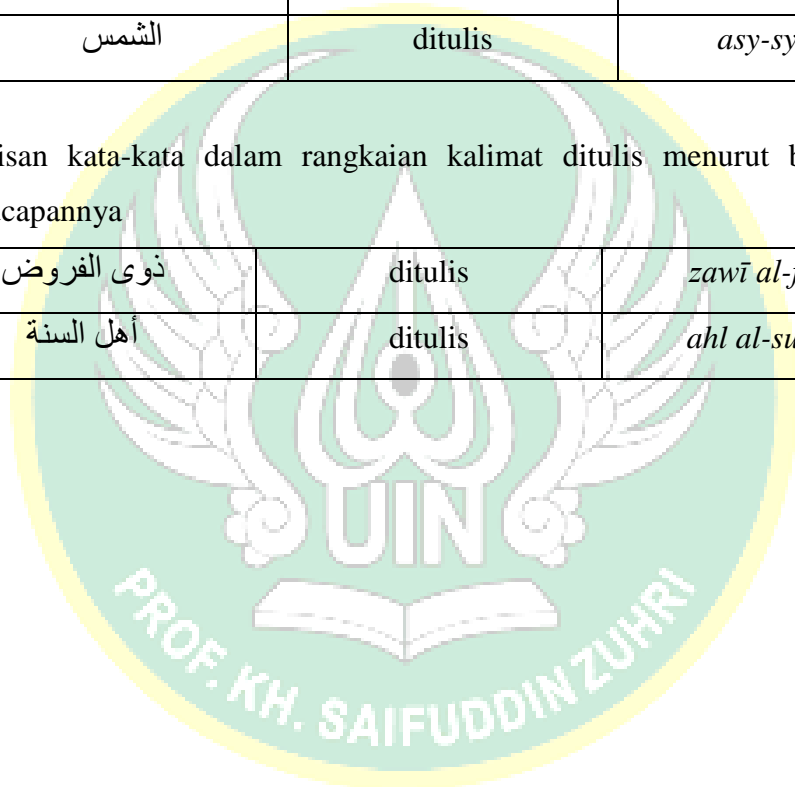 الشمس ditulis asy-sy
isan kata-kata dalam rangkaian kalimat ditulis menurut b
capannya
ذوى الفروض ditulis zawī al-f
أهل السنة ditulis ahl al-su
UIN
PROF. KH. SAIFUDDIN ZUHRI